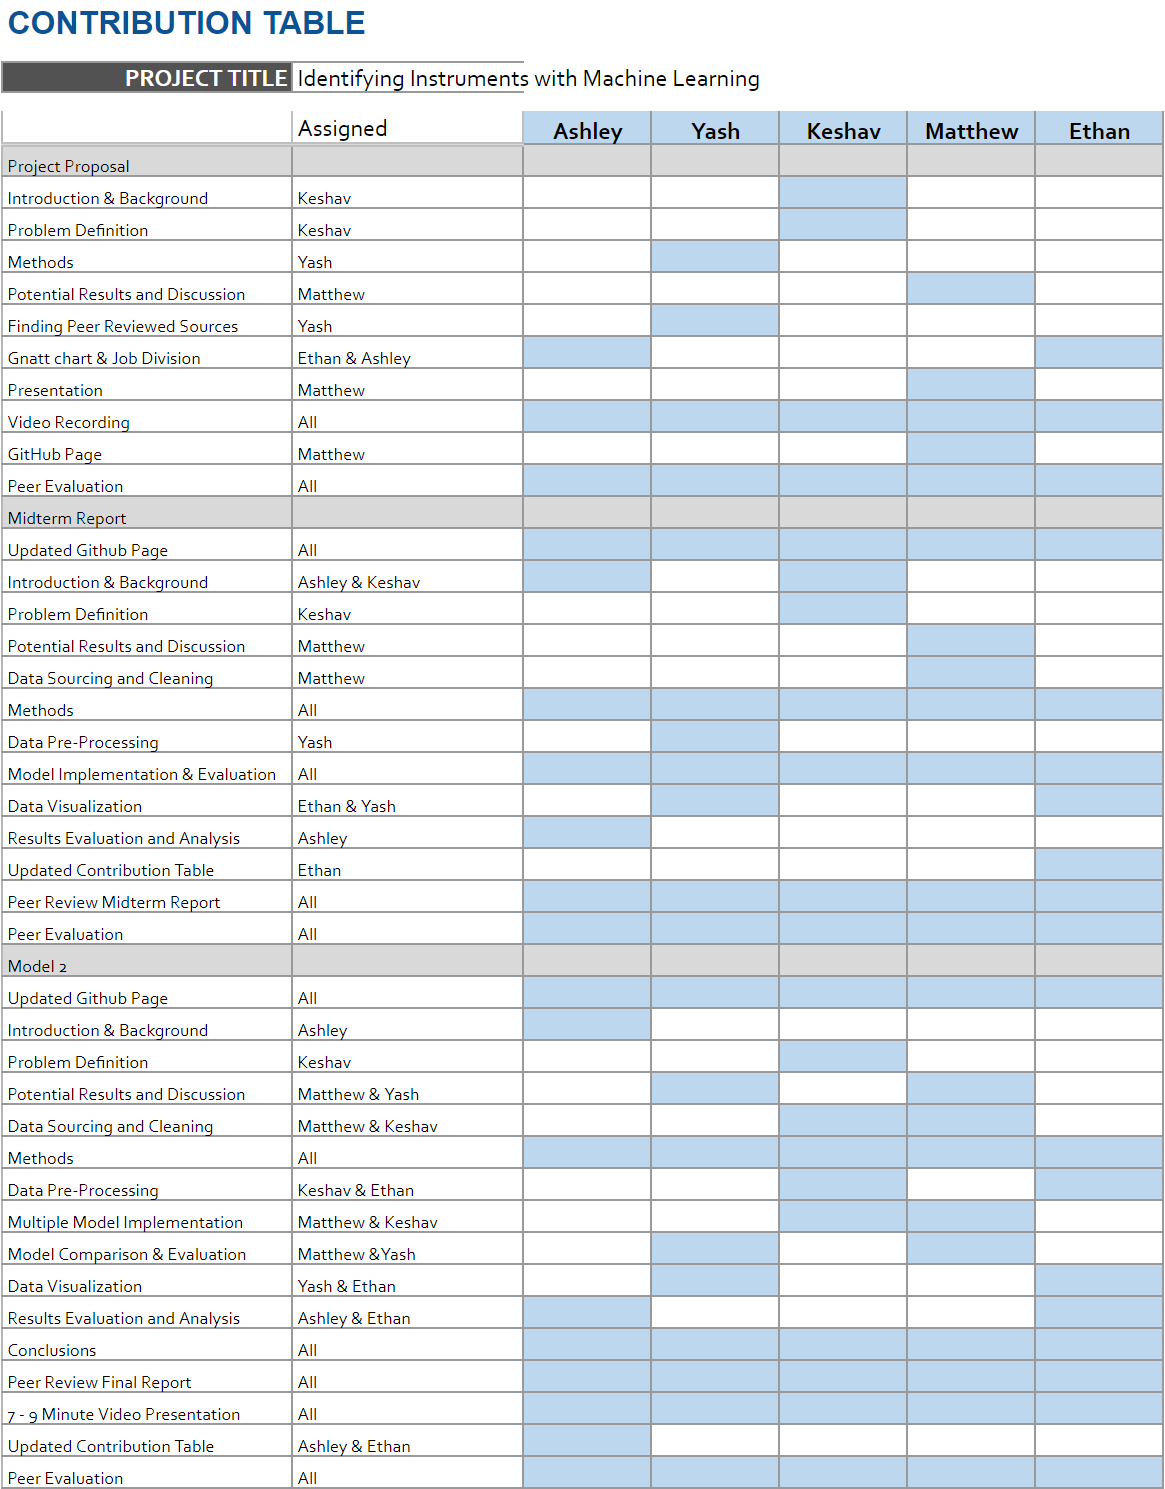 CONTRIBUTION TABLE
PROJECT TITLE Identifying Instruments with Machine Learning
Assigned Ashley Yash Keshav Matthew Ethan
Project Proposal
Introduction & Background Keshav
Problem Definition Keshav
Methods Yash
Potential Results and Discussion Matthew
Finding Peer Reviewed Sources Yash
Gnatt chart & Job Division Ethan & Ashley
Presentation Matthew
Video Recording All
GitHub Page Matthew
Peer Evaluation All
Midterm Report
Updated Github Page All
Introduction & Background Ashley & Keshav
Problem Definition Keshav
Potential Results and Discussion Matthew
Data Sourcing and Cleaning Matthew
Methods All
Data Pre-Processing Yash
Model Implementation & Evaluation All
Data Visualization Ethan & Yash
Results Evaluation and Analysis Ashley
Updated Contribution Table Ethan
Peer Review Midterm Report All
Peer Evaluation All
Model 2
Updated Github Page All
Introduction & Background Ashley
Problem Definition Keshav
Potential Results and Discussion Matthew & Yash
Data Sourcing and Cleaning Matthew & Keshav
Methods All
Data Pre-Processing Keshav & Ethan
Multiple Model Implementation Matthew & Keshav
Model Comparison & Evaluation Matthew &Yash
Data Visualization Yash & Ethan
Results Evaluation and Analysis Ashley & Ethan
Conclusions All
Peer Review Final Report All
7 - 9 Minute Video Presentation All
Updated Contribution Table Ashley & Ethan
Peer Evaluation All